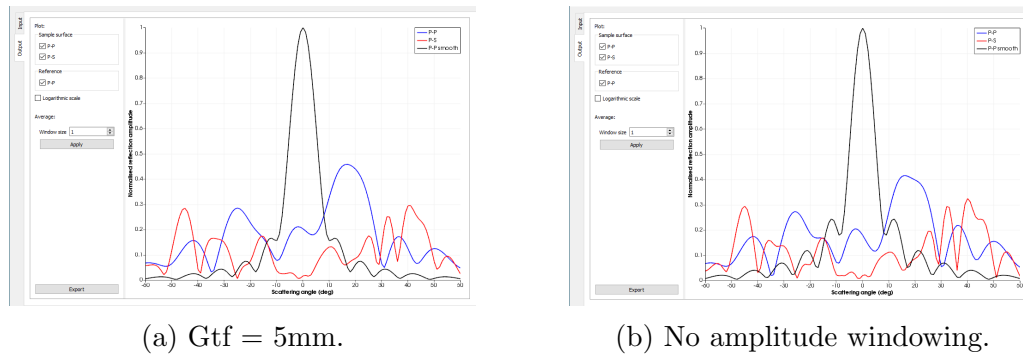 Input
Output
Plot:
Sample surface
P-P
P-S
Reference
P-P
Logarithmic scale
Average:
Window size 1
Apply
Export
Normalised reflection amplitude
1
0.9
0.8
0.7
0.6
0.5
0.4
0.3
0.2
0.1
0
-60 -50 -40 -30 -20 -10 0 10 20 30 40 50 60
Scattering angle (deg)
P-P
P-S
P-P smooth
(a) Gtf = 5mm.
Input
Output
Plot:
Sample surface
P-P
P-S
Reference
P-P
Logarithmic scale
Average:
Window size 1
Apply
Export
Normalised reflection amplitude
1
0.9
0.8
0.7
0.6
0.5
0.4
0.3
0.2
0.1
0
-60 -50 -40 -30 -20 -10 0 10 20 30 40 50 60
Scattering angle (deg)
P-P
P-S
P-P smooth
(b) No amplitude windowing.